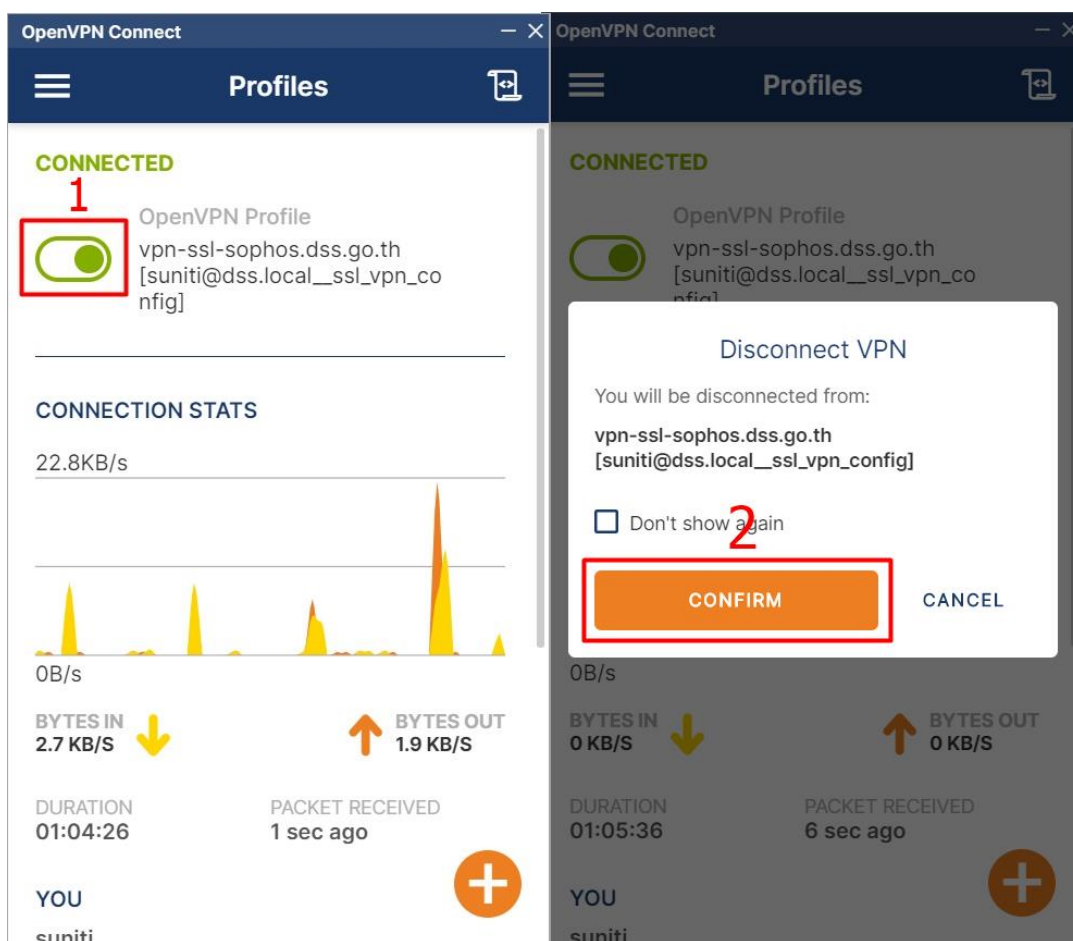 OpenVPN Connect
Profiles
CONNECTED
1
OpenVPN Profile
vpn-ssl-sophos.dss.go.th
[suniti@dss.local__ssl_vpn_co
nfig]
CONNECTION STATS
22.8KB/s
0B/s
BYTES IN
2.7 KB/S
BYTES OUT
1.9 KB/S
DURATION
01:04:26
PACKET RECEIVED
1 sec ago
YOU
suniti
OpenVPN Connect
Profiles
CONNECTED
OpenVPN Profile
vpn-ssl-sophos.dss.go.th
[suniti@dss.local__ssl_vpn_co
nfig]
Disconnect VPN
You will be disconnected from:
vpn-ssl-sophos.dss.go.th
[suniti@dss.local__ssl_vpn_config]
Don't show again
2
CONFIRM
CANCEL
0B/s
BYTES IN
0 KB/S
BYTES OUT
0 KB/S
DURATION
01:05:36
PACKET RECEIVED
6 sec ago
YOU
suniti